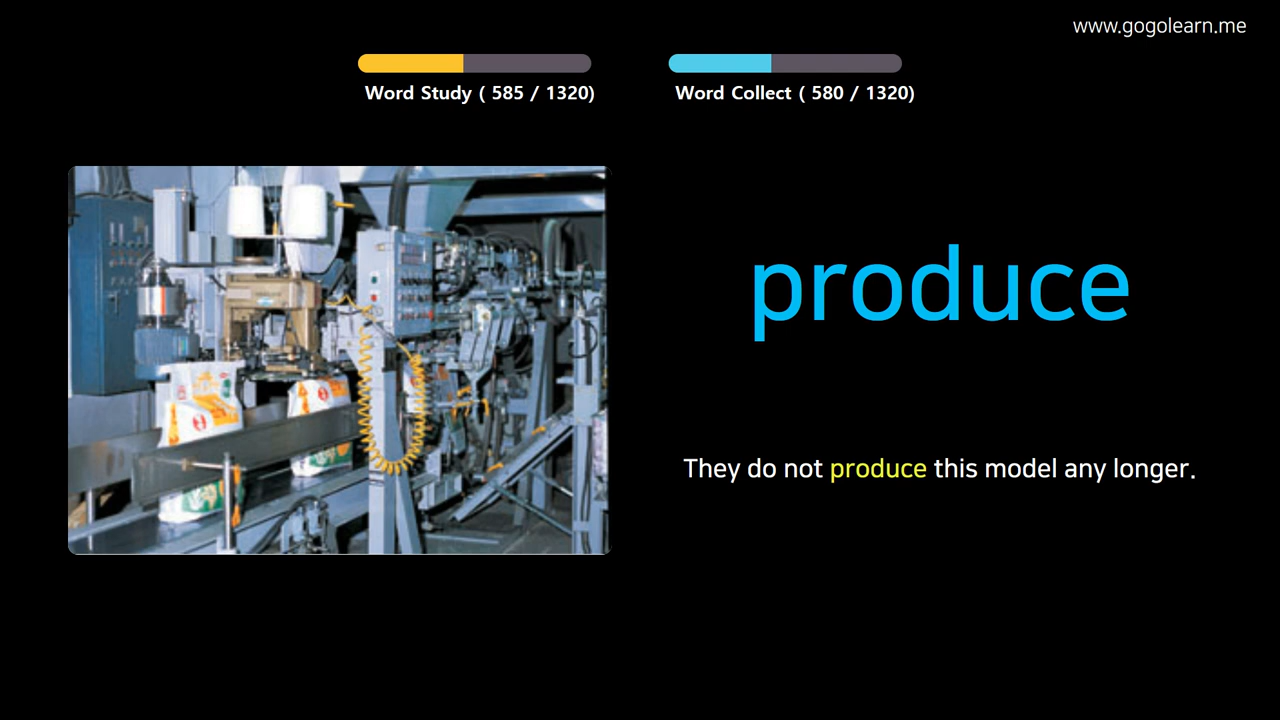 www.gogolearn.me
Word Study ( 585 / 1320)
Word Collect ( 580 / 1320)
produce
They do not produce this model any longer.